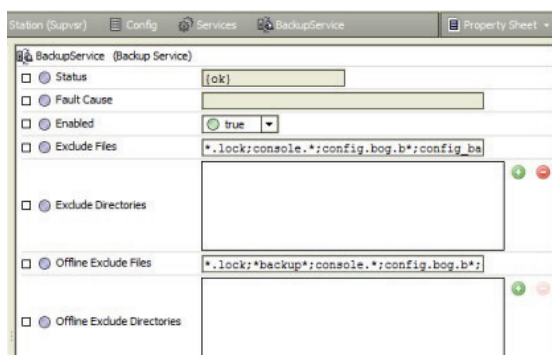 Station (Supvsr) Config Services BackupService Property Sheet
BackupService (Backup Service)
Status {ok}
Fault Cause
Enabled true
Exclude Files *.lock;console.*;config.bog.b*;config_ba
Exclude Directories
Offline Exclude Files *.lock;*backup*;console.*;config.bog.b*;
Offline Exclude Directories